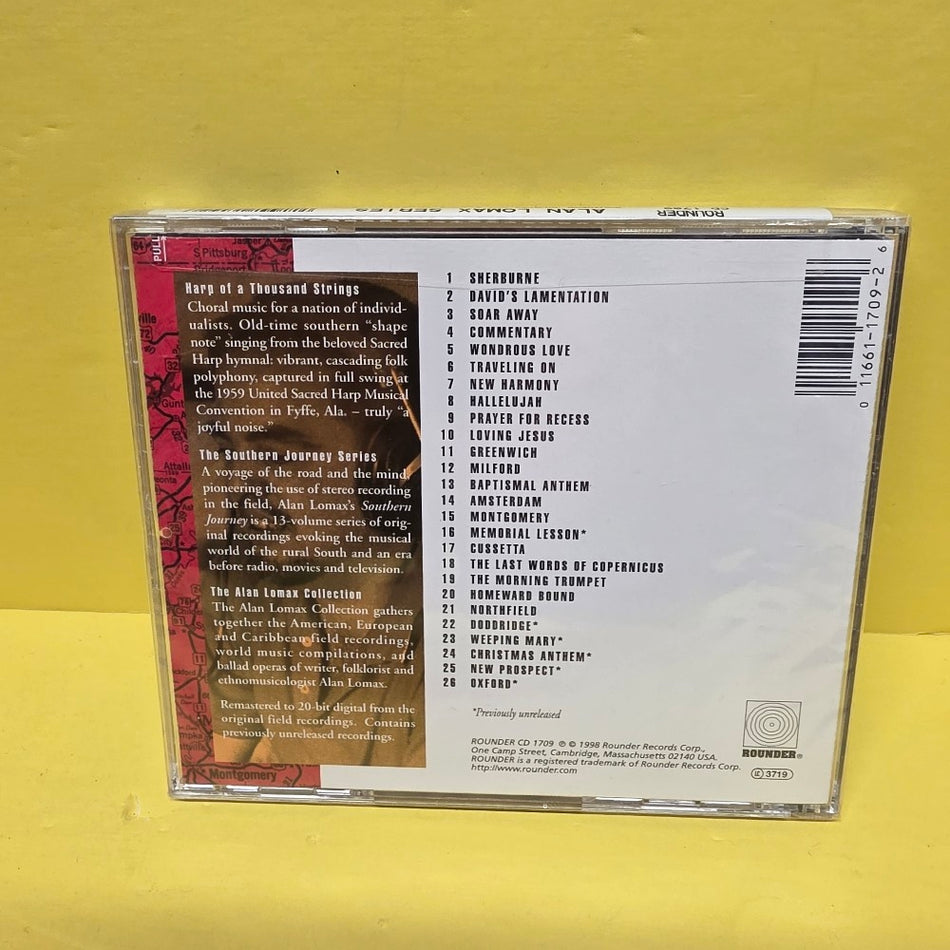 ROUNDER
ALAN LOMAX SERIES
PULL
64
Pittsburg
Harp of a Thousand Strings
Choral music for a nation of individ-
ualists. Old-time southern “shape
note” singing from the beloved Sacred
Harp hymnal: vibrant, cascading folk
polyphony, captured in full swing at
the 1959 United Sacred Harp Musical
Convention in Fyffe, Ala. – truly “a
joyful noise.”
The Southern Journey Series
A voyage of the road and the mind,
pioneering the use of stereo recording
in the field, Alan Lomax's Southern
Journey is a 13-volume series of orig-
inal recordings evoking the musical
world of the rural South and an era
before radio, movies and television.
The Alan Lomax Collection
The Alan Lomax Collection gathers
together the American, European
and Caribbean field recordings,
world music compilations, and
ballad operas of writer, folklorist and
ethnomusicologist Alan Lomax.
Remastered to 20-bit digital from the
original field recordings. Contains
previously unreleased recordings.
Montgomery
1 SHERBURNE
2 DAVID'S LAMENTATION
3 SOAR AWAY
4 COMMENTARY
5 WONDROUS LOVE
6 TRAVELING ON
7 NEW HARMONY
8 HALLELUJAH
9 PRAYER FOR RECESS
10 LOVING JESUS
11 GREENWICH
12 MILFORD
13 BAPTISMAL ANTHEM
14 AMSTERDAM
15 MONTGOMERY
16 MEMORIAL LESSON*
17 CUSSETTA
18 THE LAST WORDS OF COPERNICUS
19 THE MORNING TRUMPET
20 HOMEWARD BOUND
21 NORTHFIELD
22 DODDRIDGE*
23 WEEPING MARY*
24 CHRISTMAS ANTHEM*
25 NEW PROSPECT*
26 OXFORD*
*Previously unreleased
ROUNDER CD 1709 ℗ © 1998 Rounder Records Corp.,
One Camp Street, Cambridge, Massachusetts 02140 USA.
ROUNDER is a registered trademark of Rounder Records Corp.
http://www.rounder.com
0 11661-1709-2 6
ROUNDER®
LC 3719